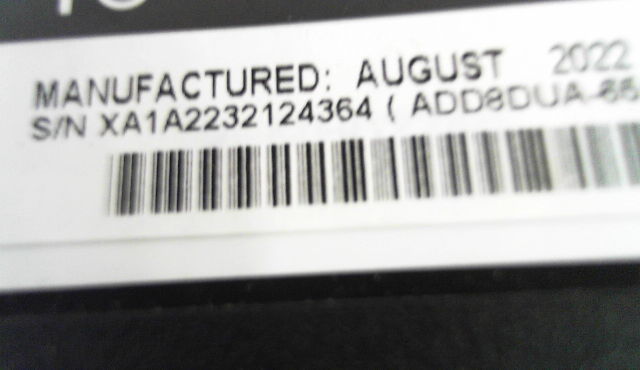 MANUFACTURED: AUGUST 2022
S/N XA1A2232124364 ( ADD8DUA-